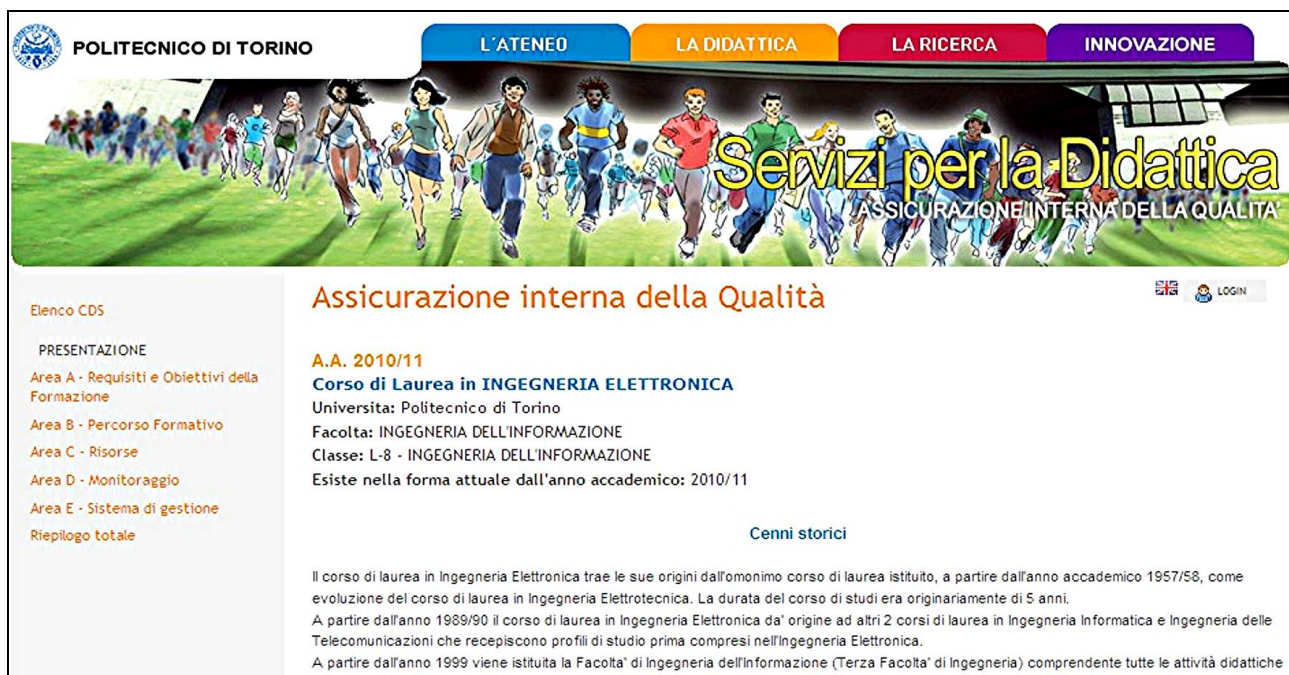 POLITECNICO DI TORINO
L'ATENEO
LA DIDATTICA
LA RICERCA
INNOVAZIONE
Servizi per la Didattica
ASSICURAZIONE INTERNA DELLA QUALITA'
Elenco CDS
PRESENTAZIONE
Area A - Requisiti e Obiettivi della
Formazione
Area B - Percorso Formativo
Area C - Risorse
Area D - Monitoraggio
Area E - Sistema di gestione
Riepilogo totale
Assicurazione interna della Qualità
LOGIN
A.A. 2010/11
Corso di Laurea in INGEGNERIA ELETTRONICA
Universita: Politecnico di Torino
Facolta: INGEGNERIA DELL'INFORMAZIONE
Classe: L-8 - INGEGNERIA DELL'INFORMAZIONE
Esiste nella forma attuale dall'anno accademico: 2010/11
Cenni storici
Il corso di laurea in Ingegneria Elettronica trae le sue origini dall'omonimo corso di laurea istituito, a partire dall'anno accademico 1957/58, come
evoluzione del corso di laurea in Ingegneria Elettrotecnica. La durata del corso di studi era originariamente di 5 anni.
A partire dall'anno 1989/90 il corso di laurea in Ingegneria Elettronica da' origine ad altri 2 corsi di laurea in Ingegneria Informatica e Ingegneria delle
Telecomunicazioni che recepiscono profili di studio prima compresi nell'Ingegneria Elettronica.
A partire dall'anno 1999 viene istituita la Facolta' di Ingegneria dell'Informazione (Terza Facolta' di Ingegneria) comprendente tutte le attività didattiche